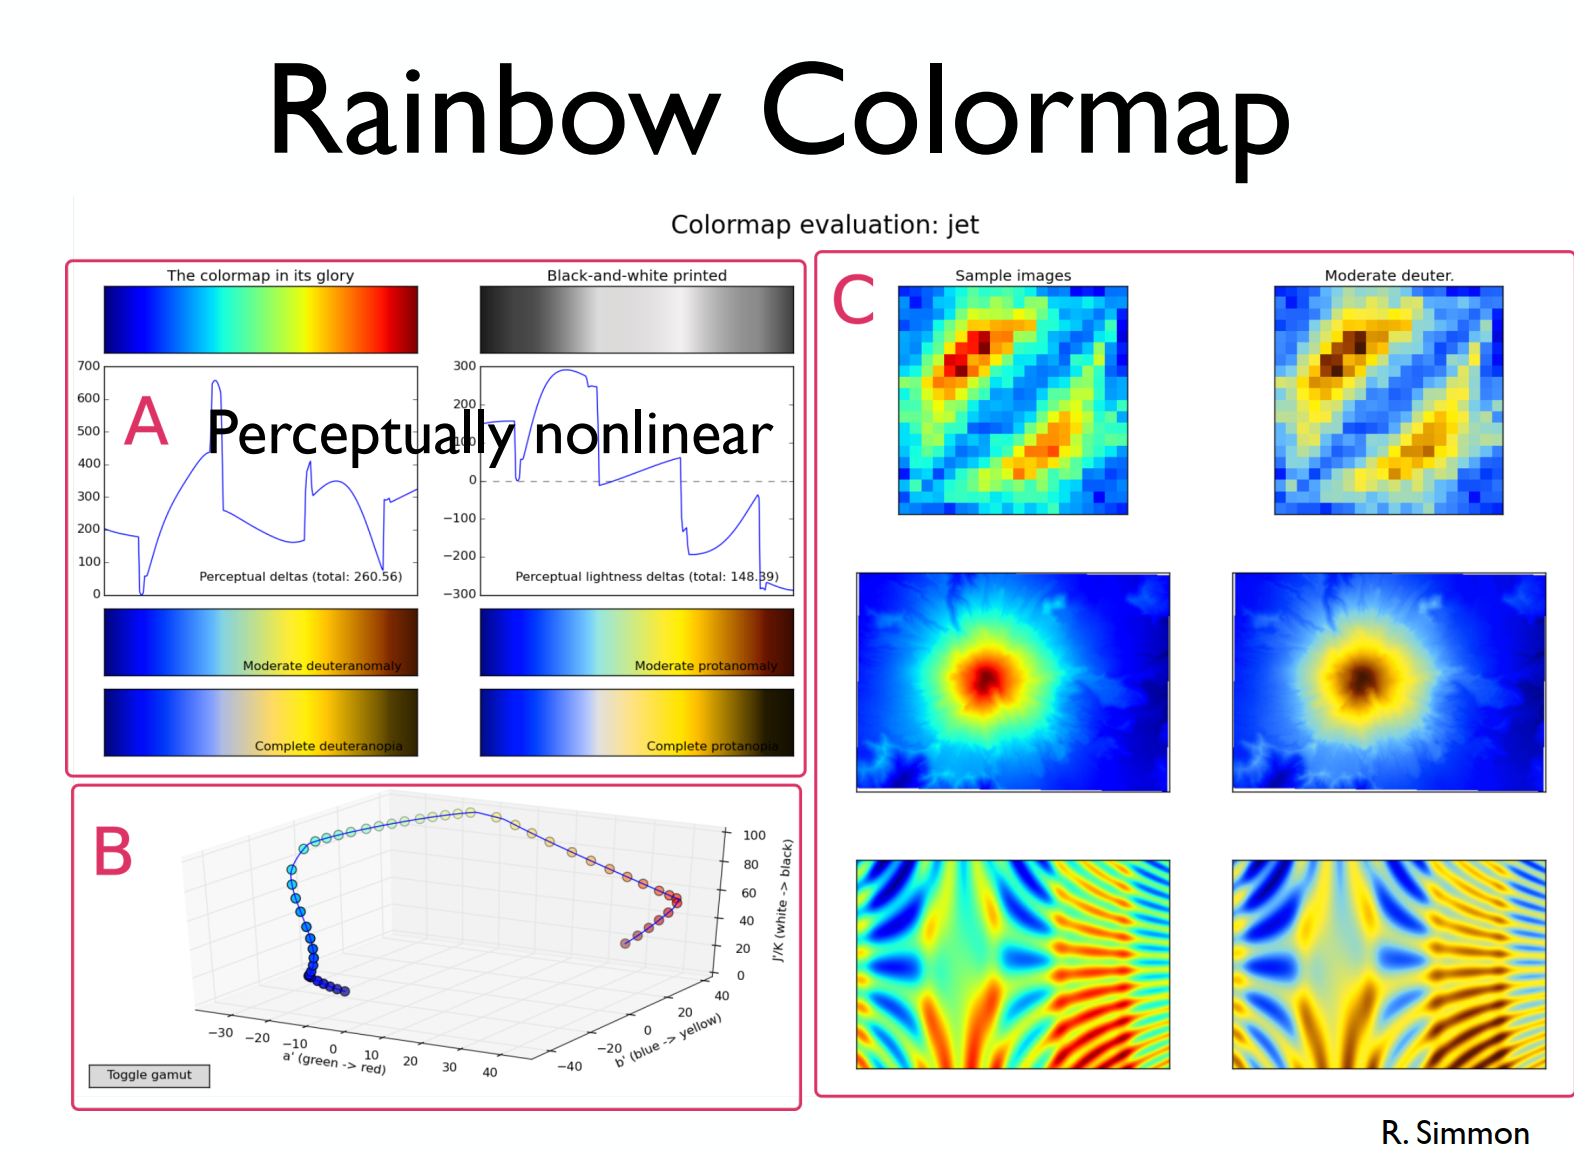 Rainbow Colormap
Colormap evaluation: jet
A
The colormap in its glory
Black-and-white printed
700
600
500
400
300
200
100
0
Perceptual deltas (total: 260.56)
300
200
100
0
−100
−200
−300
Perceptual lightness deltas (total: 148.39)
Perceptually nonlinear
Moderate deuteranomaly
Moderate protanomaly
Complete deuteranopia
Complete protanopia
B
100
80
60
40
20
0
J'/K (white -> black)
−30
−20
−10
0
10
20
30
40
a' (green -> red)
−40
−20
0
20
40
b' (blue -> yellow)
Toggle gamut
C
Sample images
Moderate deuter.
R. Simmon